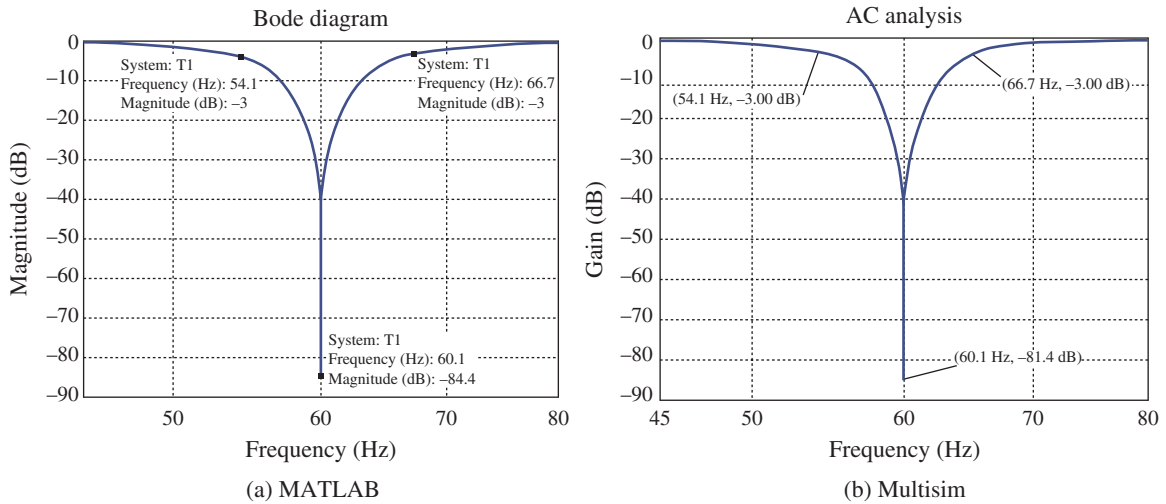 Bode diagram
0
–10
–20
–30
–40
–50
–60
–70
–80
–90
Magnitude (dB)
System: T1
Frequency (Hz): 54.1
Magnitude (dB): –3
System: T1
Frequency (Hz): 66.7
Magnitude (dB): –3
System: T1
Frequency (Hz): 60.1
Magnitude (dB): –84.4
50 60 70 80
Frequency (Hz)
(a) MATLAB
AC analysis
0
–10
–20
–30
–40
–50
–60
–70
–80
–90
Gain (dB)
(54.1 Hz, –3.00 dB)
(66.7 Hz, –3.00 dB)
(60.1 Hz, –81.4 dB)
45 50 60 70 80
Frequency (Hz)
(b) Multisim